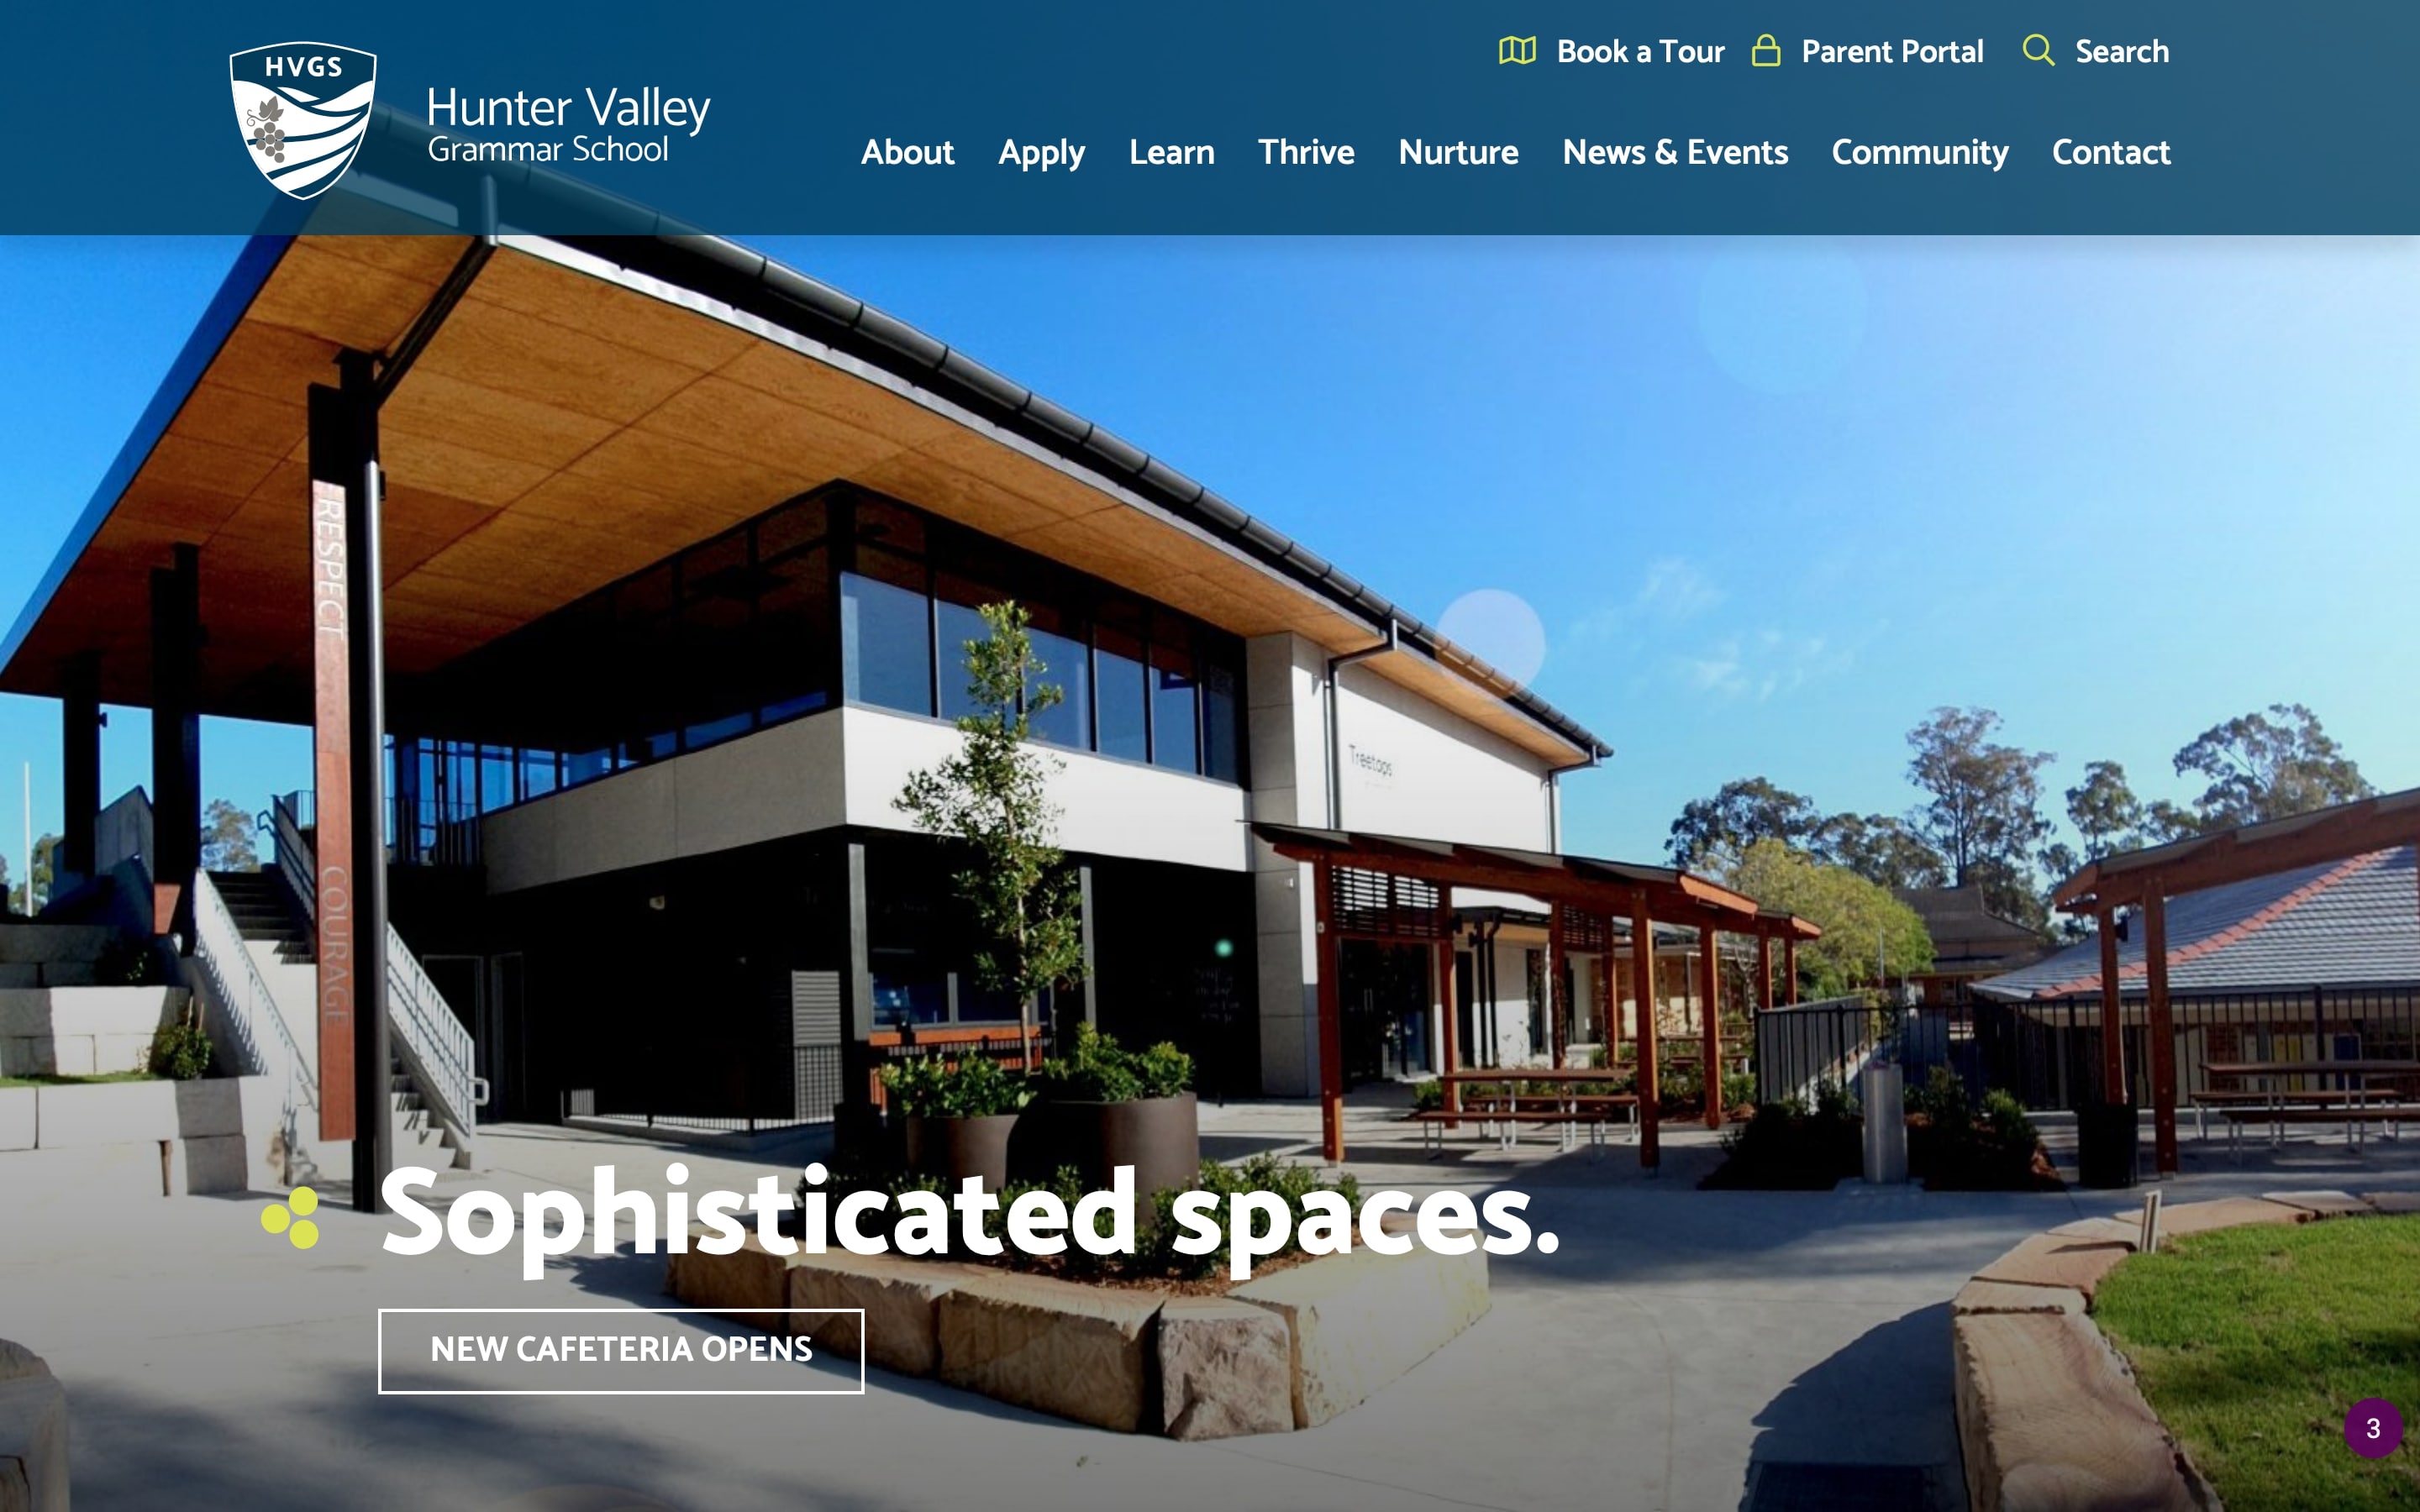 HVGS
Hunter Valley
Grammar School
Book a Tour
Parent Portal
Search
About
Apply
Learn
Thrive
Nurture
News & Events
Community
Contact
RESPECT
COURAGE
Treetops
Sophisticated spaces.
NEW CAFETERIA OPENS
3